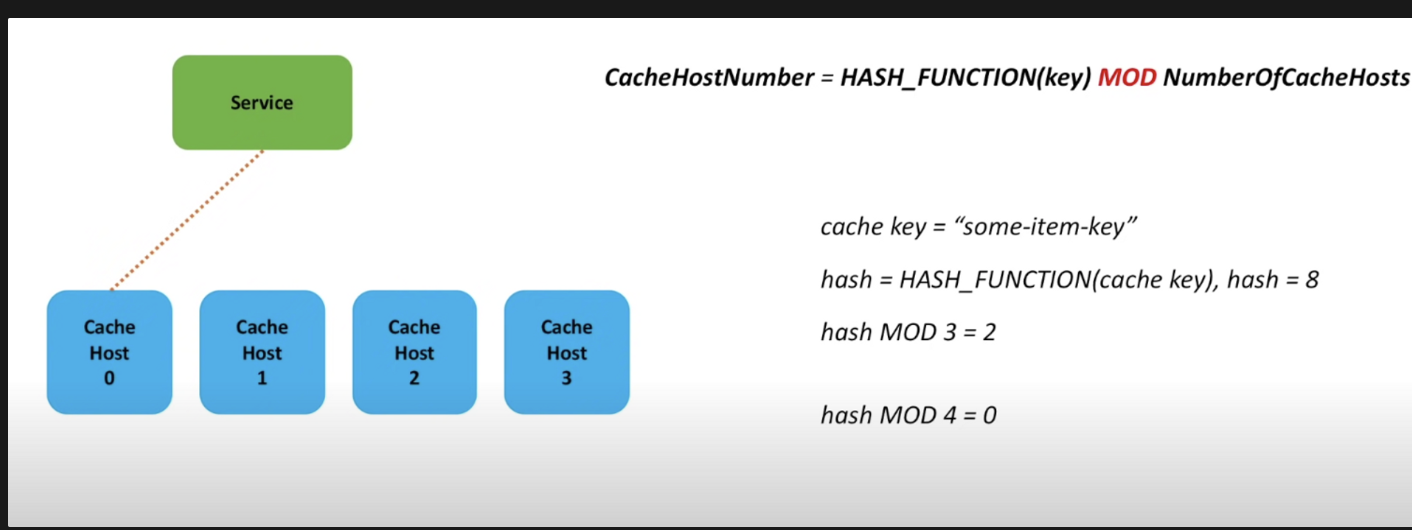 CacheHostNumber = HASH_FUNCTION(key) MOD NumberOfCacheHosts
Service
cache key = “some-item-key”
hash = HASH_FUNCTION(cache key), hash = 8
hash MOD 3 = 2
hash MOD 4 = 0
Cache
Host
0
Cache
Host
1
Cache
Host
2
Cache
Host
3